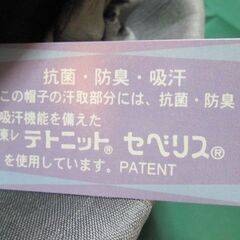 抗菌・防臭・吸汗
この帽子の汗取部分には、抗菌・防臭
吸汗機能を備えた
東レ テトニット® セベリス®
を使用しています。PATENT